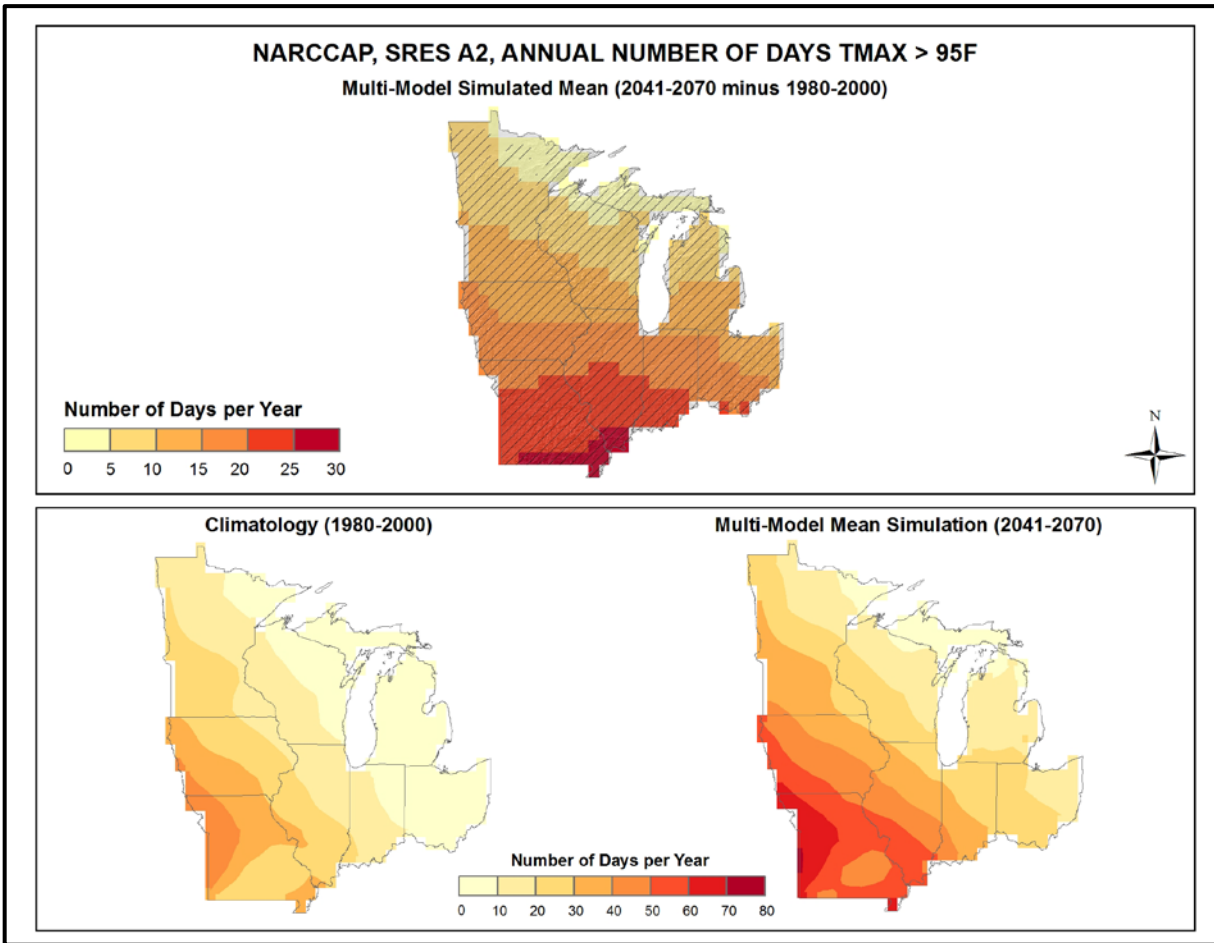 NARCCAP, SRES A2, ANNUAL NUMBER OF DAYS TMAX > 95F
Multi-Model Simulated Mean (2041-2070 minus 1980-2000)
Number of Days per Year
0 5 10 15 20 25 30
N
Climatology (1980-2000)
Multi-Model Mean Simulation (2041-2070)
Number of Days per Year
0 10 20 30 40 50 60 70 80